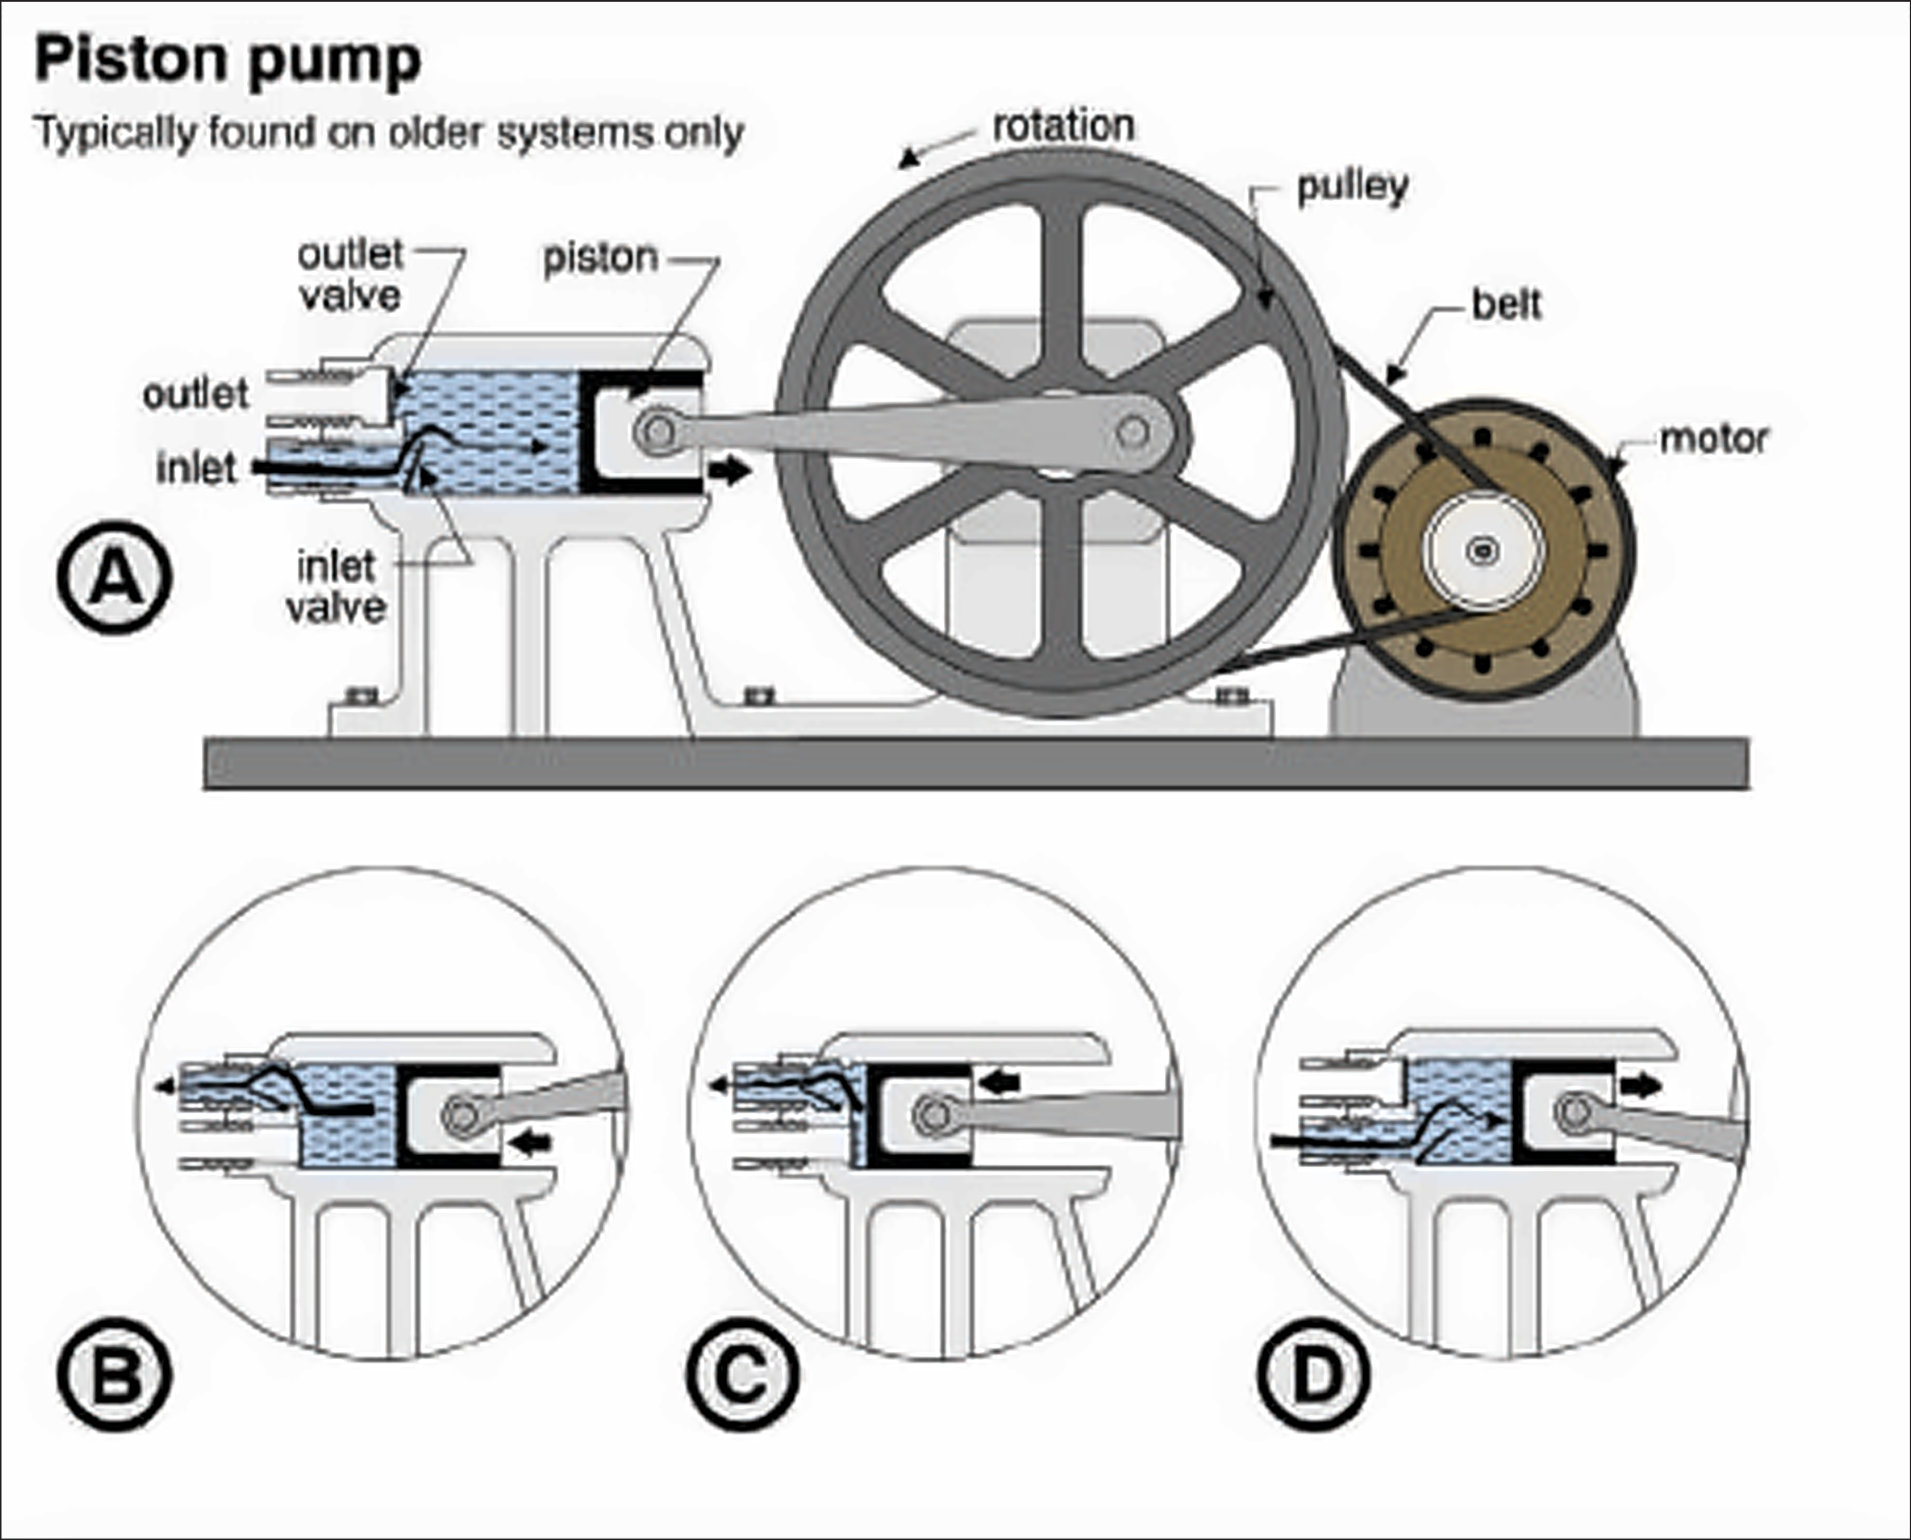 Piston pump
Typically found on older systems only
rotation
pulley
outlet
valve
piston
belt
outlet
motor
inlet
A
inlet
valve
B
C
D